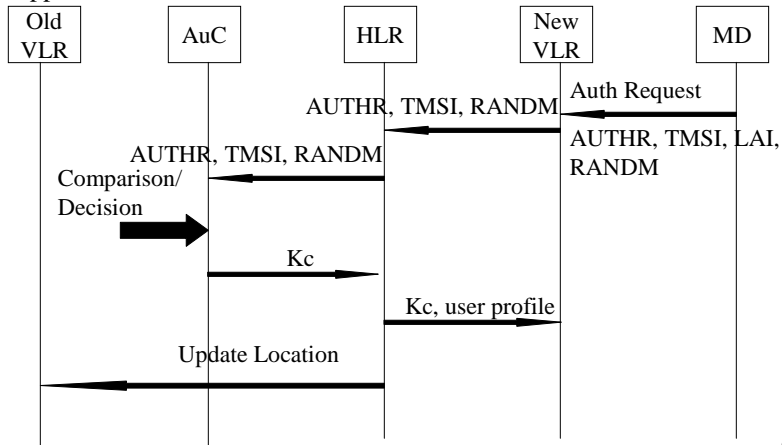 Old
VLR
AuC
HLR
New
VLR
MD
Auth Request
AUTHR, TMSI, RANDM
AUTHR, TMSI, LAI,
RANDM
AUTHR, TMSI, RANDM
Comparison/
Decision
Kc
Kc, user profile
Update Location